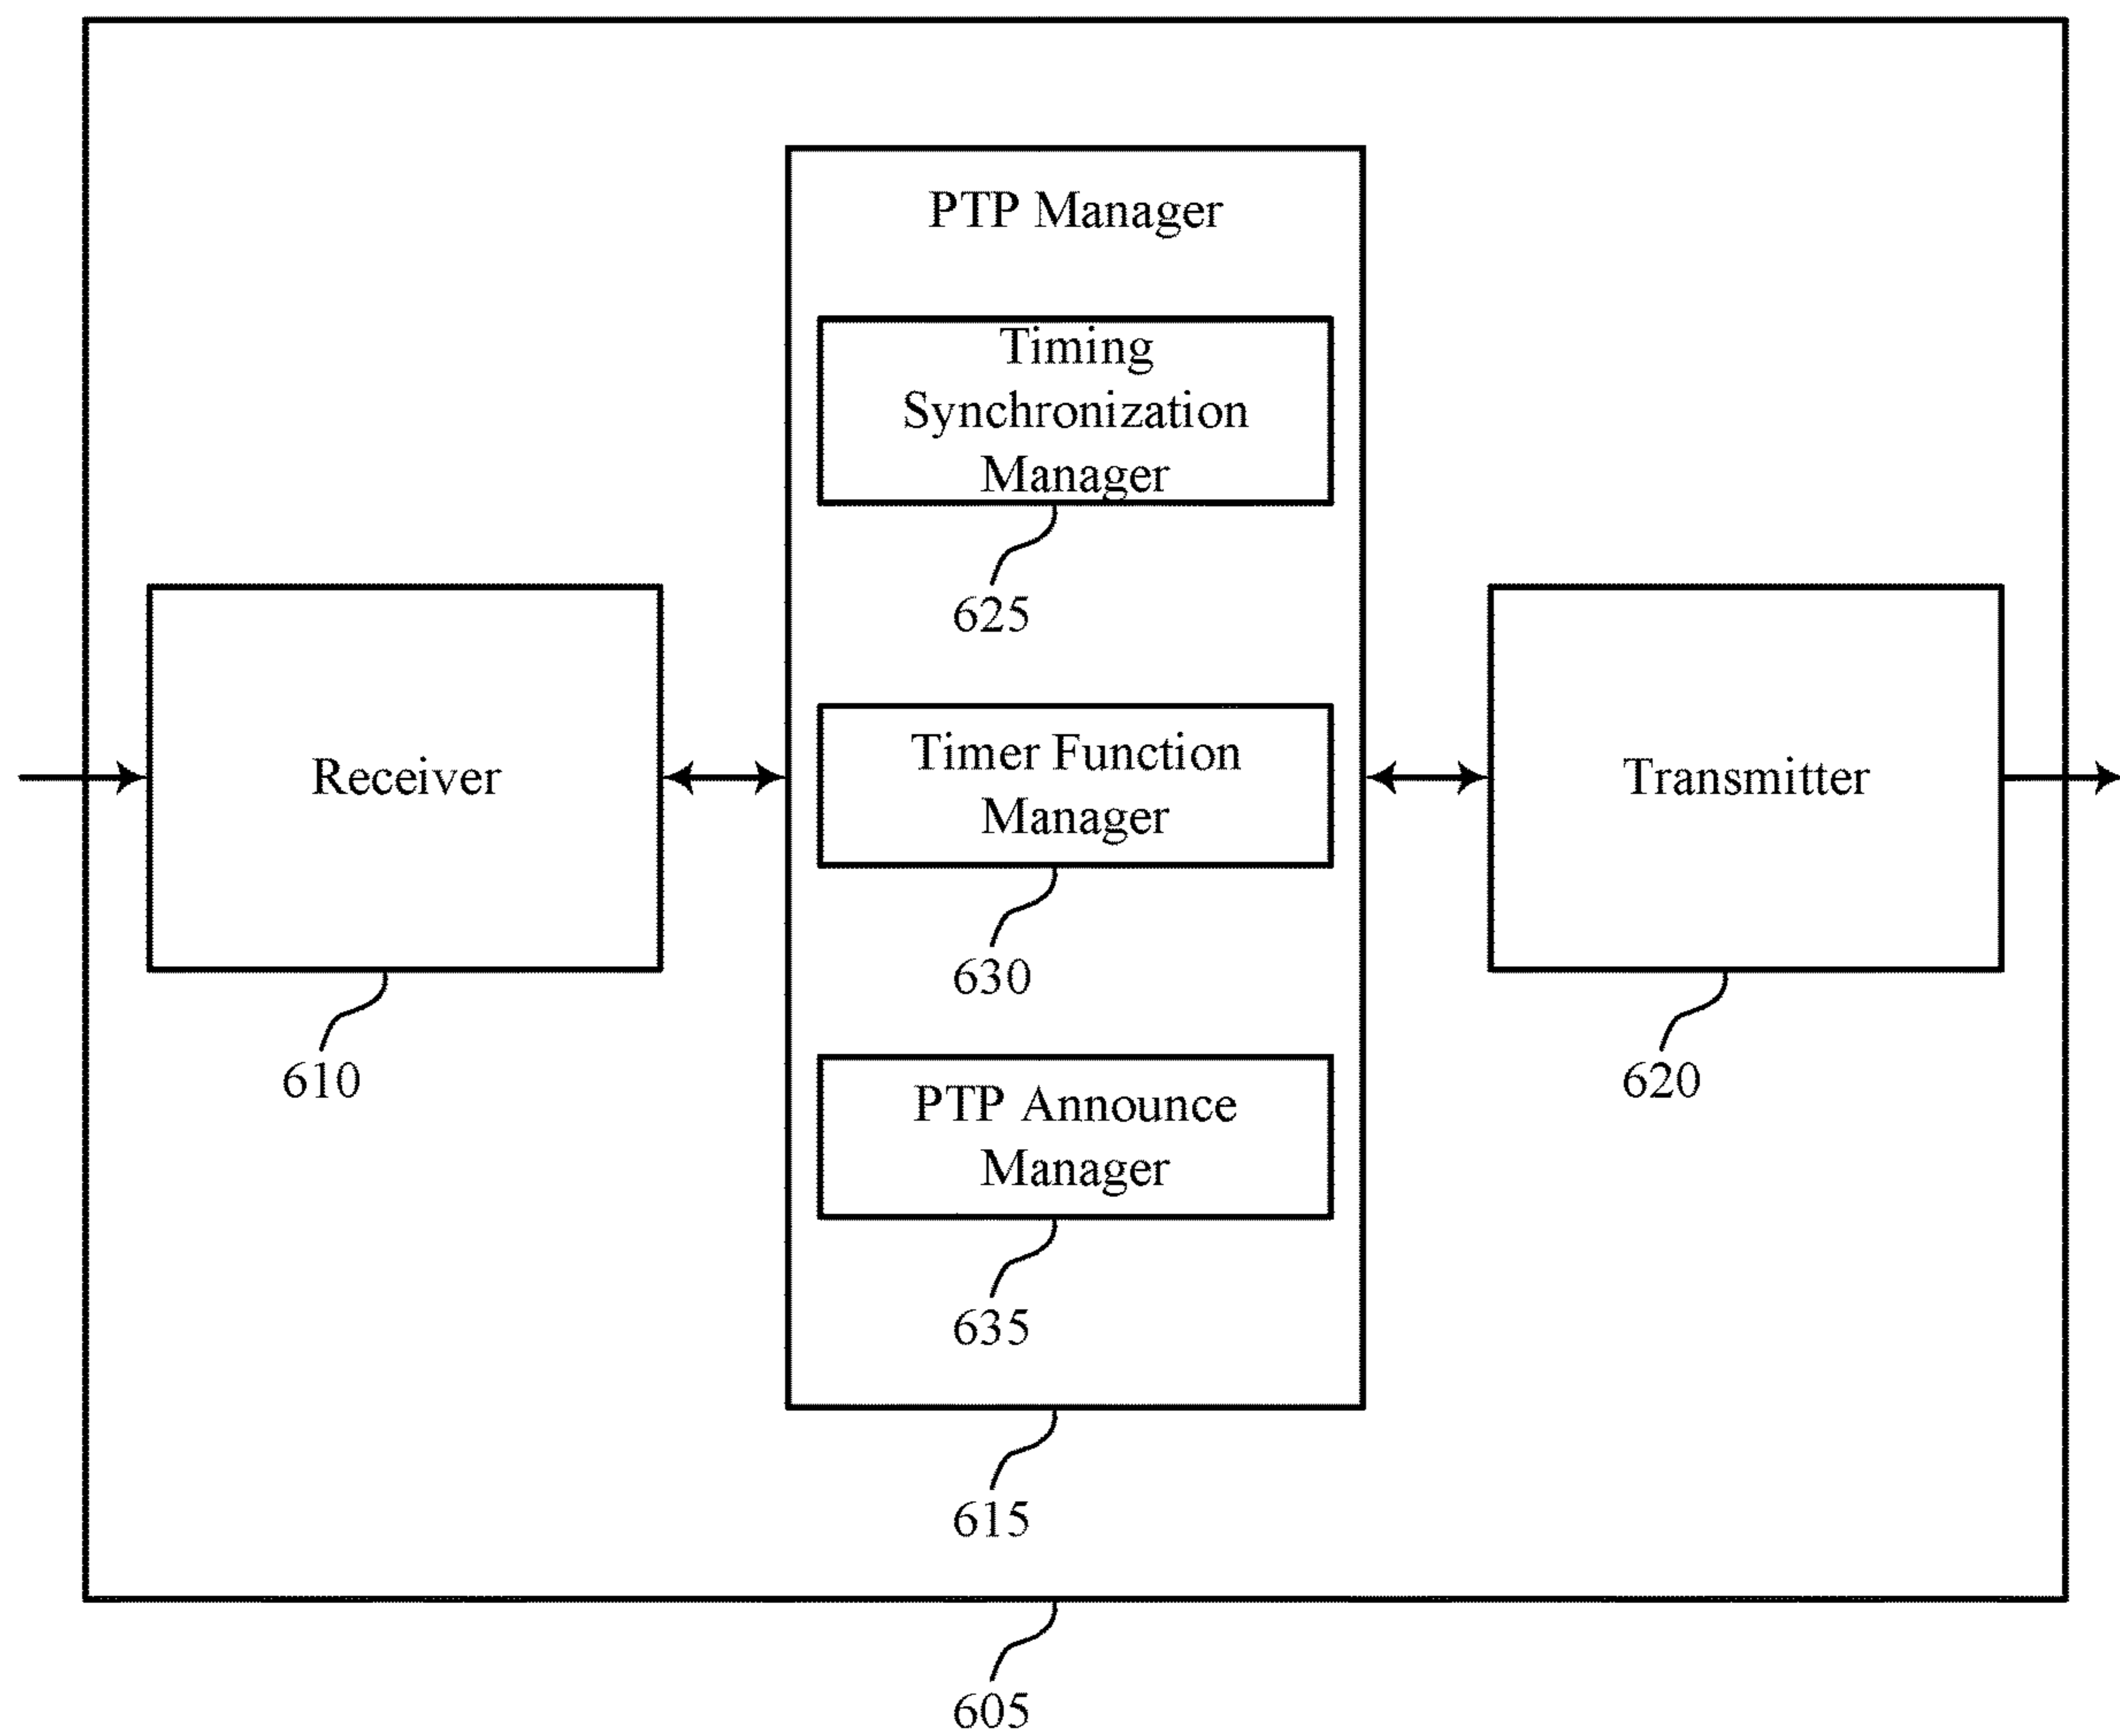 PTP Manager
Timing
Synchronization
Manager
625
Receiver
610
Timer Function
Manager
630
Transmitter
620
PTP Announce
Manager
635
615
605